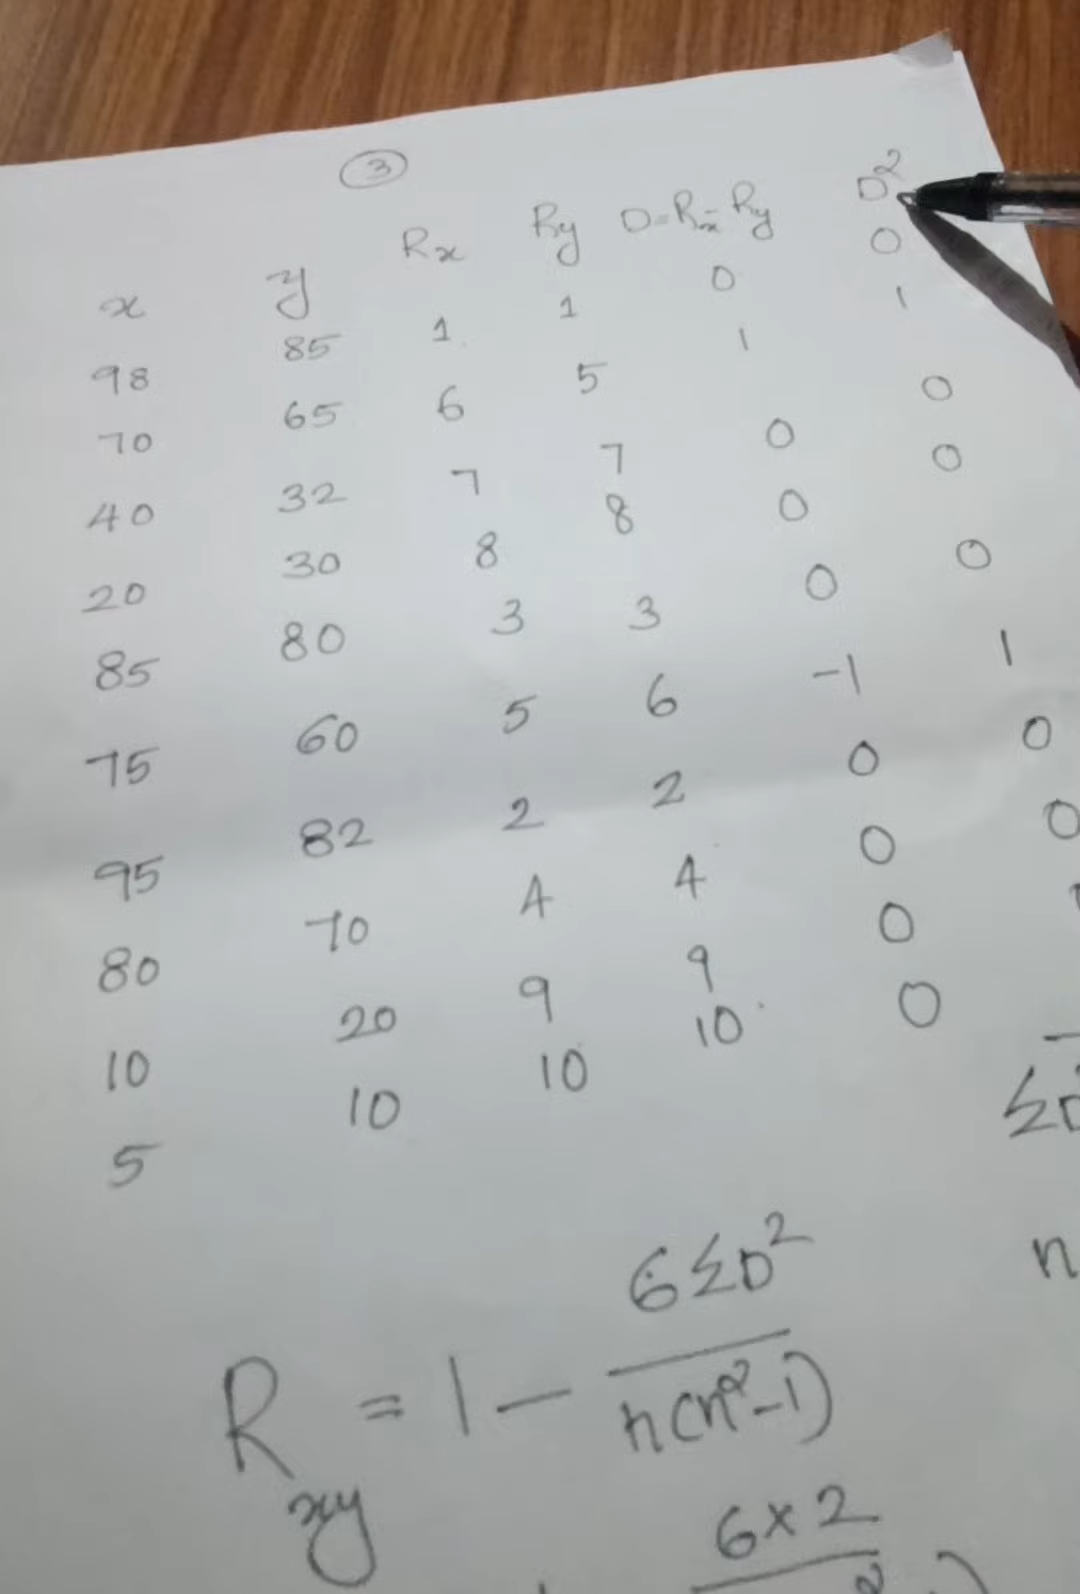 3
x y Rx Ry D=Rx-Ry D²
98 85 1 1 0 0
70 65 6 5 1 1
40 32 7 7 0 0
20 30 8 8 0 0
85 80 3 3 0 0
75 60 5 6 -1 1
95 82 2 2 0 0
80 70 4 4 0 0
10 20 9 9 0
5 10 10 10 0
n
R xy = 1 - 6ΣD² / n(n²-1)
6×2